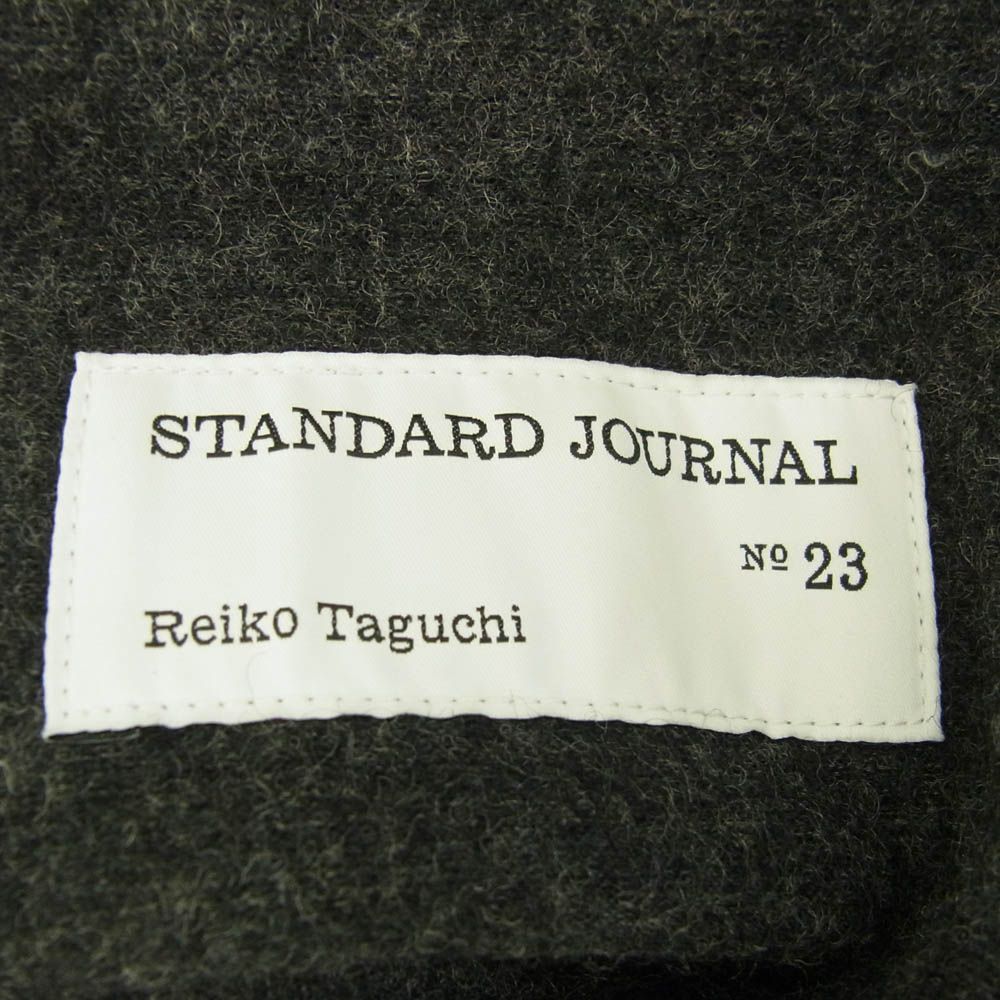 STANDARD JOURNAL
Nº 23
Reiko Taguchi